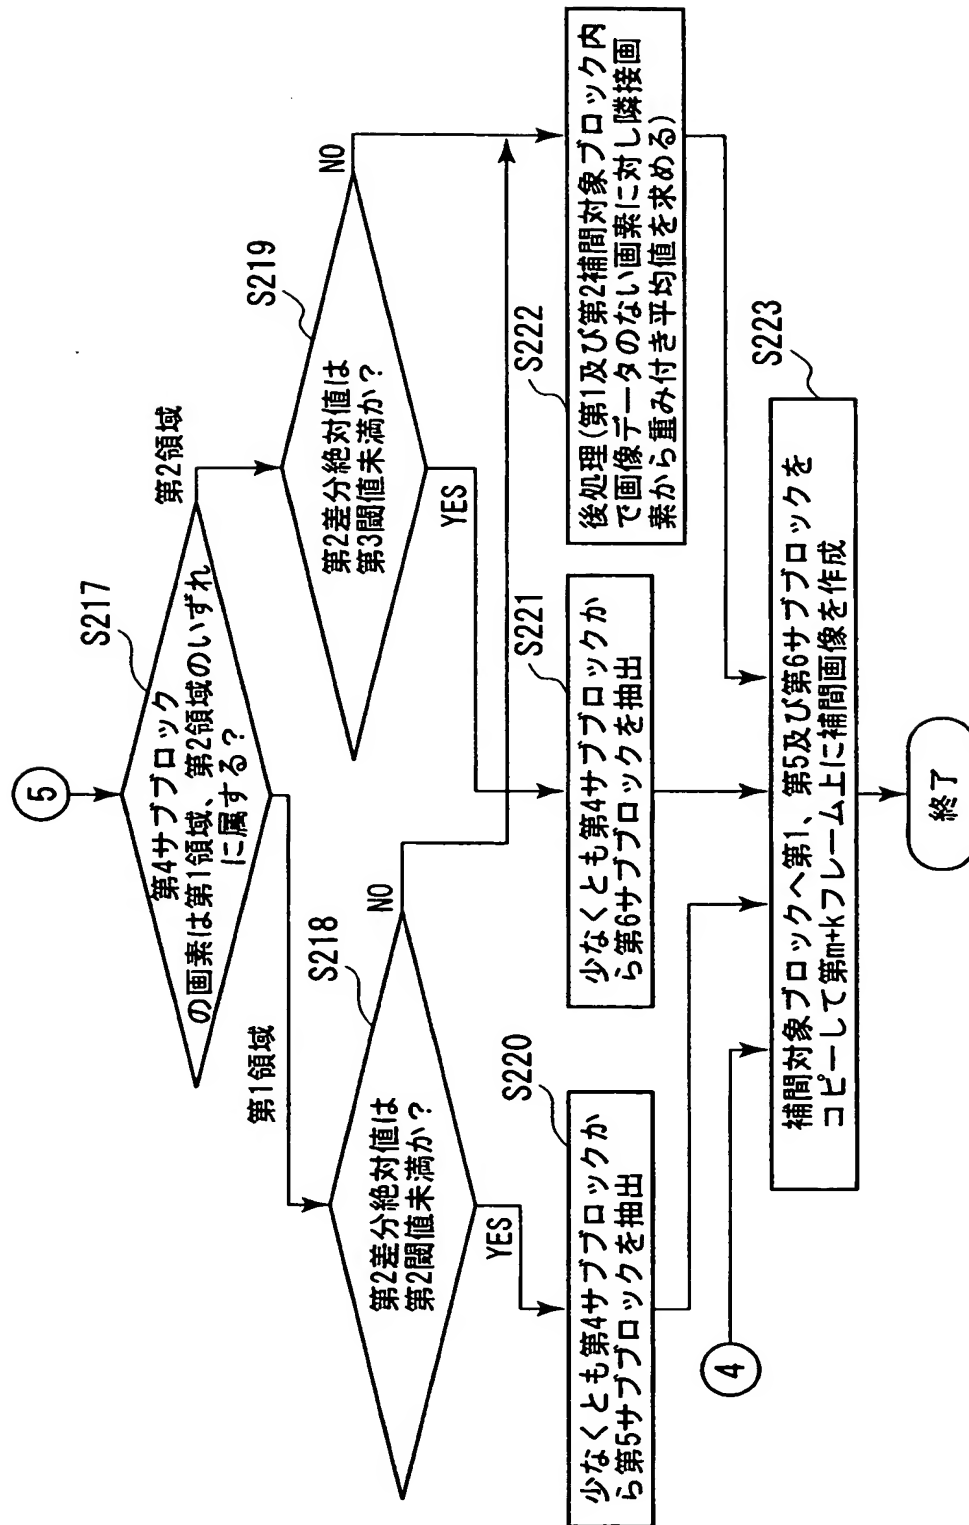 5
S217
第4サブブロック
の画素は第1領域、第2領域のいずれ
に属する?
第1領域
第2領域
S218
第2差分絶対値は
第2閾値未満か?
NO
YES
S219
第2差分絶対値は
第3閾値未満か?
NO
YES
S220
少なくとも第4サブブロックか
ら第5サブブロックを抽出
S221
少なくとも第4サブブロックか
ら第6サブブロックを抽出
S222
後処理(第1及び第2補間対象ブロック内
で画像データのない画素に対し隣接画
素から重み付き平均値を求める)
4
S223
補間対象ブロックへ第1、第5及び第6サブブロックを
コピーして第m+kフレーム上に補間画像を作成
終了